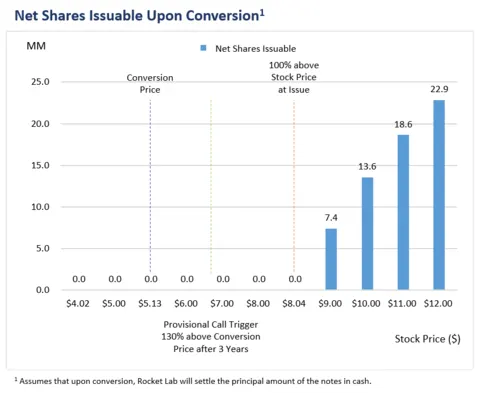 Net Shares Issuable Upon Conversion¹
MM
Net Shares Issuable
100% above
Stock Price
at Issue
Conversion
Price
25.0
20.0
15.0
10.0
5.0
0.0
0.0 0.0 0.0 0.0 0.0 0.0 0.0 7.4 13.6 18.6 22.9
$4.02 $5.00 $5.13 $6.00 $7.00 $8.00 $8.04 $9.00 $10.00 $11.00 $12.00
Provisional Call Trigger
130% above Conversion
Price after 3 Years
Stock Price ($)
¹ Assumes that upon conversion, Rocket Lab will settle the principal amount of the notes in cash.